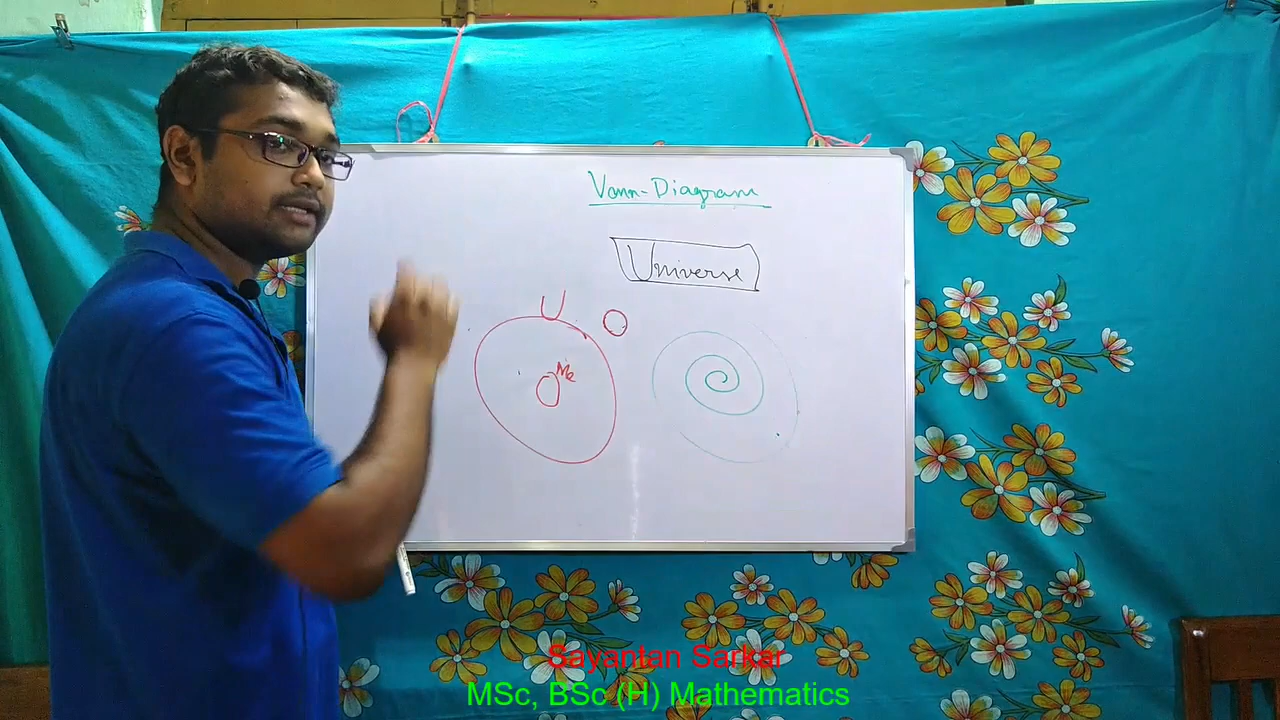 Venn-Diagram
Universe
U
Me
Sayantan Sarkar
MSc, BSc (H) Mathematics